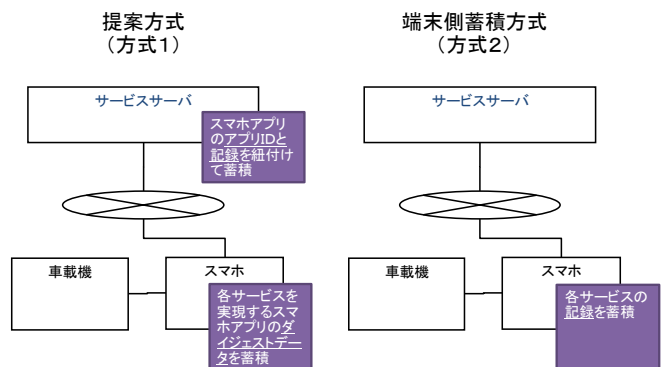 提案方式
（方式１）
サービスサーバ
スマホアプリ
のアプリIDと
記録を紐付け
て蓄積
車載機
スマホ
各サービスを
実現するスマ
ホアプリのダ
イジェストデー
タを蓄積
端末側蓄積方式
（方式２）
サービスサーバ
車載機
スマホ
各サービスの
記録を蓄積